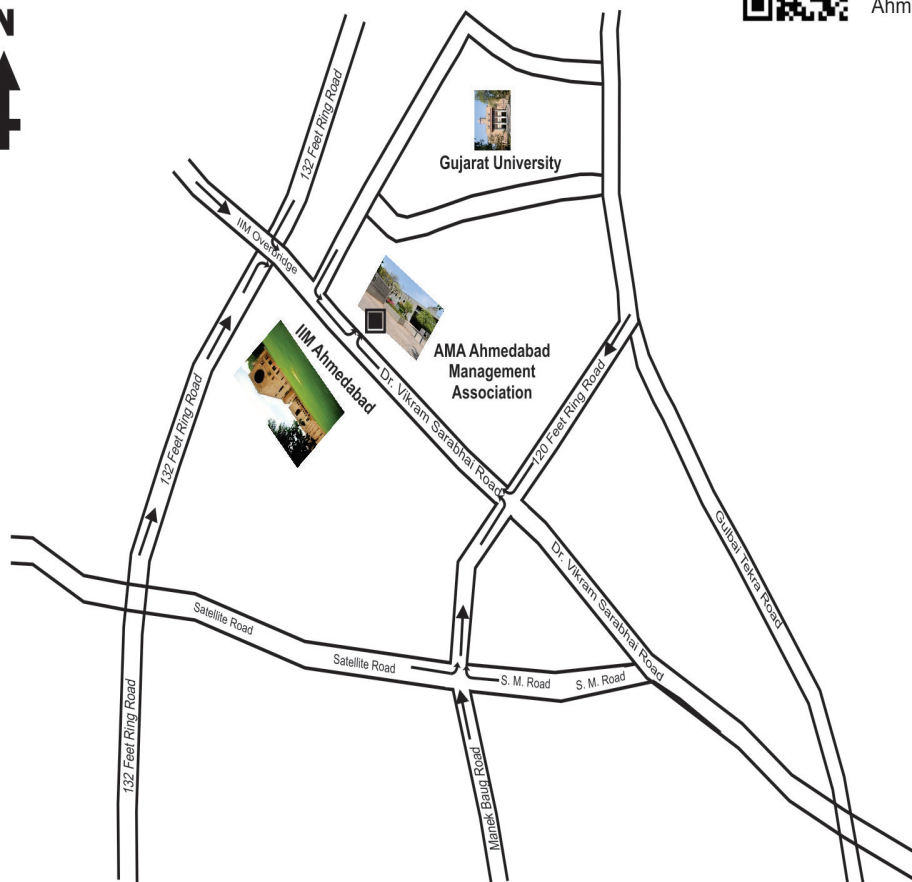 N
Ahm
132 Feet Ring Road
Gujarat University
IIM Overbridge
IIM Ahmedabad
AMA Ahmedabad
Management
Association
Dr. Vikram Sarabhai Road
120 Feet Ring Road
132 Feet Ring Road
Gulbai Tekra Road
Dr. Vikram Sarabhai Road
Satellite Road
Satellite Road
S. M. Road
S. M. Road
132 Feet Ring Road
Manek Baug Road